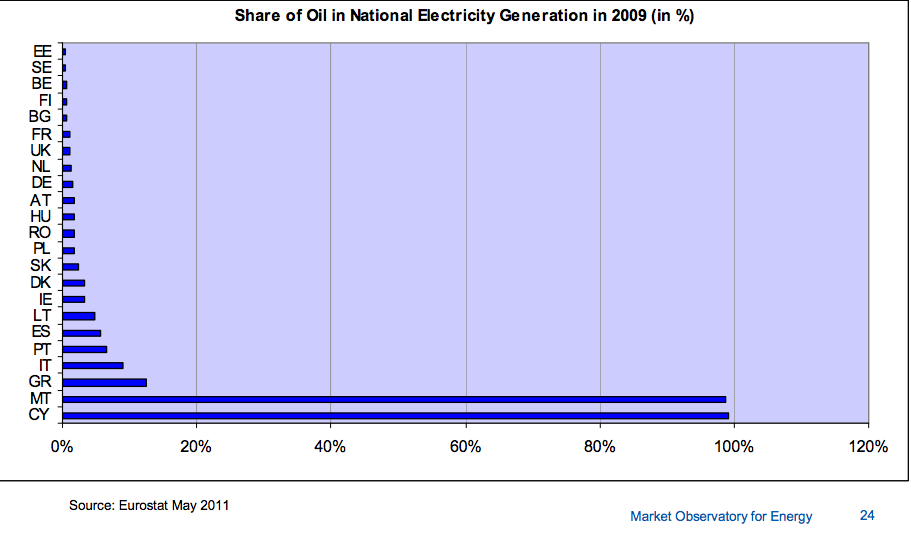 Share of Oil in National Electricity Generation in 2009 (in %)
EE
SE
BE
FI
BG
FR
UK
NL
DE
AT
HU
RO
PL
SK
DK
IE
LT
ES
PT
IT
GR
MT
CY
0% 20% 40% 60% 80% 100% 120%
Source: Eurostat May 2011
Market Observatory for Energy 24